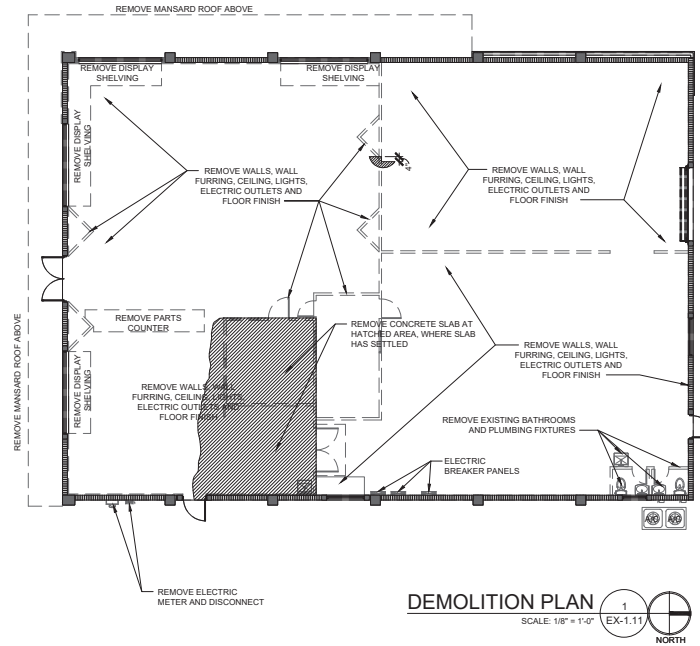 REMOVE MANSARD ROOF ABOVE
REMOVE DISPLAY
SHELVING
REMOVE DISPLAY
SHELVING
REMOVE DISPLAY
SHELVING
4'-
REMOVE WALLS, WALL
FURRING, CEILING, LIGHTS,
ELECTRIC OUTLETS AND
FLOOR FINISH
REMOVE WALLS, WALL
FURRING, CEILING, LIGHTS,
ELECTRIC OUTLETS AND
FLOOR FINISH
REMOVE MANSARD ROOF ABOVE
REMOVE PARTS
COUNTER
REMOVE CONCRETE SLAB AT
HATCHED AREA, WHERE SLAB
HAS SETTLED
REMOVE WALLS, WALL
FURRING, CEILING, LIGHTS,
ELECTRIC OUTLETS AND
FLOOR FINISH
REMOVE DISPLAY
SHELVING
REMOVE WALLS, WALL
FURRING, CEILING, LIGHTS,
ELECTRIC OUTLETS AND
FLOOR FINISH
REMOVE EXISTING BATHROOMS
AND PLUMBING FIXTURES
ELECTRIC
BREAKER PANELS
A/C
A/C
REMOVE ELECTRIC
METER AND DISCONNECT
DEMOLITION PLAN
SCALE: 1/8" = 1'-0"
1
EX-1.11
NORTH